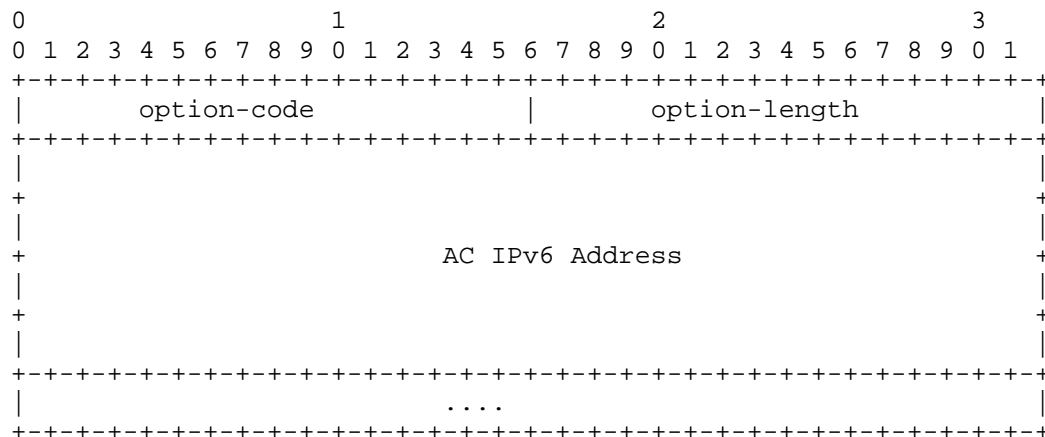 0                   1                   2                   3
0 1 2 3 4 5 6 7 8 9 0 1 2 3 4 5 6 7 8 9 0 1 2 3 4 5 6 7 8 9 0 1
+-+-+-+-+-+-+-+-+-+-+-+-+-+-+-+-+-+-+-+-+-+-+-+-+-+-+-+-+-+-+-+-+
|       option-code             |       option-length           |
+-+-+-+-+-+-+-+-+-+-+-+-+-+-+-+-+-+-+-+-+-+-+-+-+-+-+-+-+-+-+-+-+
|                                                               |
+                                                               +
|                                                               |
+                          AC IPv6 Address                      +
|                                                               |
+                                                               +
|                                                               |
+-+-+-+-+-+-+-+-+-+-+-+-+-+-+-+-+-+-+-+-+-+-+-+-+-+-+-+-+-+-+-+-+
|                          ....                                 |
+-+-+-+-+-+-+-+-+-+-+-+-+-+-+-+-+-+-+-+-+-+-+-+-+-+-+-+-+-+-+-+-+